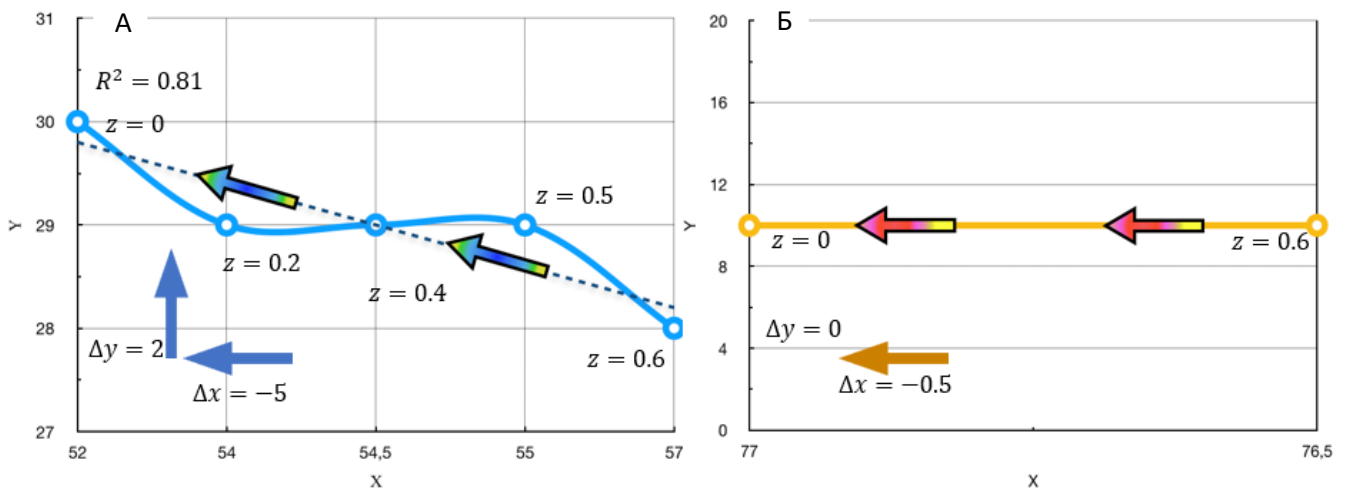 А
31
R² = 0.81
30
z = 0
z = 0.5
29
Y
z = 0.2
z = 0.4
28
Δy = 2
z = 0.6
Δx = −5
27
52
54
54,5
55
57
X
Б
20
16
12
z = 0
z = 0.6
Y
8
Δy = 0
4
Δx = −0.5
0
77
76,5
X